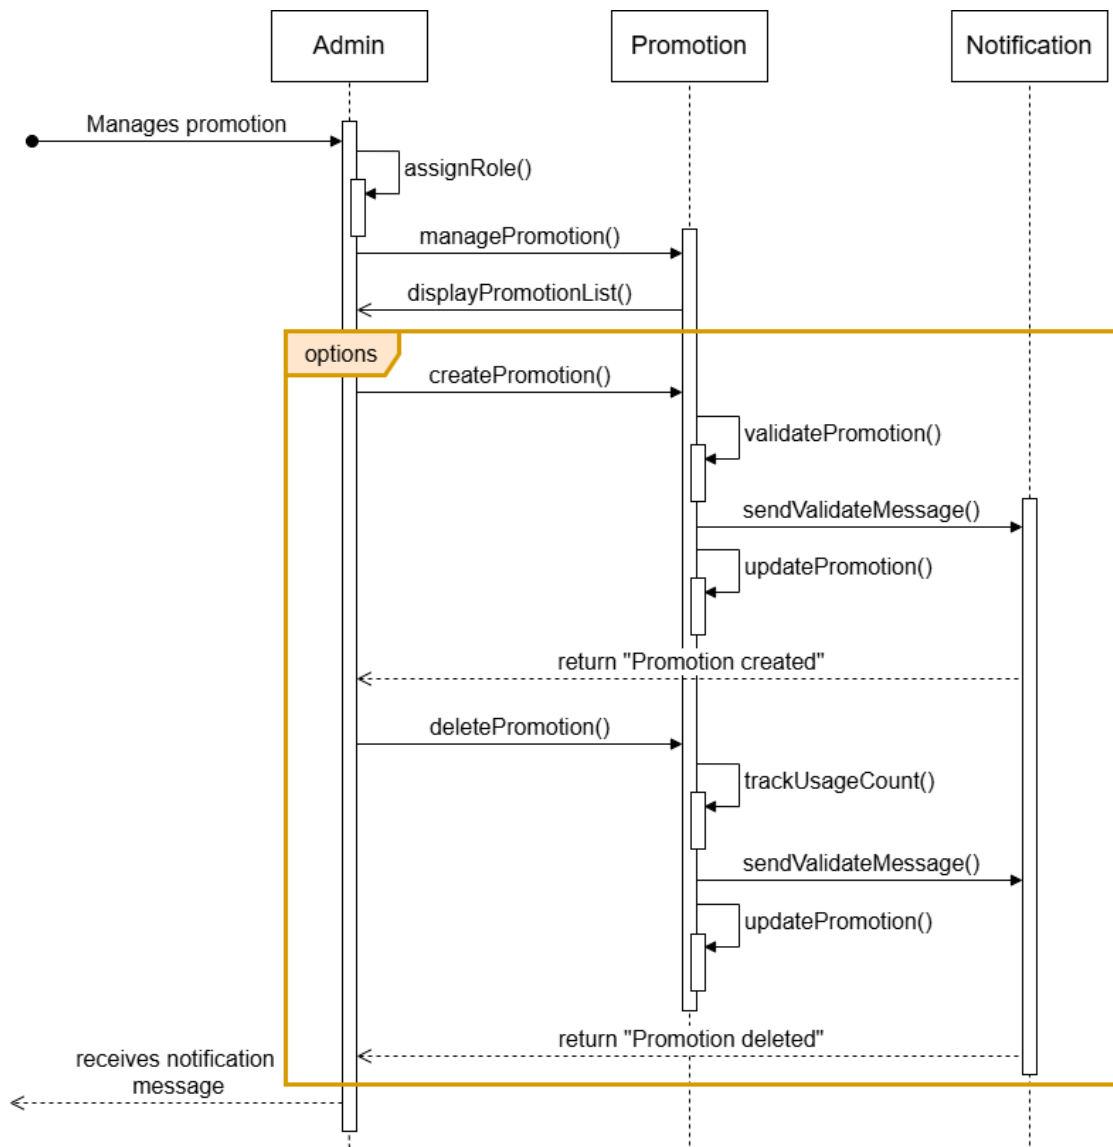 Admin
Promotion
Notification
Manages promotion
assignRole()
managePromotion()
displayPromotionList()
options
createPromotion()
validatePromotion()
sendValidateMessage()
updatePromotion()
return "Promotion created"
deletePromotion()
trackUsageCount()
sendValidateMessage()
updatePromotion()
return "Promotion deleted"
receives notification
message